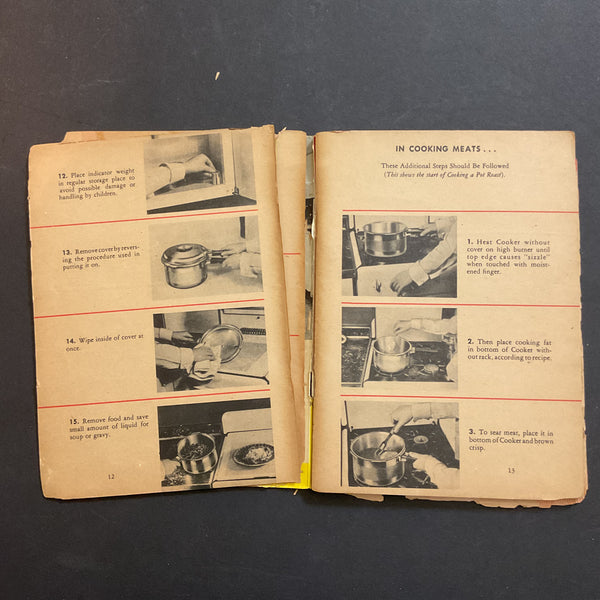 12. Place indicator weight
in regular storage place to
avoid possible damage or
handling by children.
13. Remove cover by revers-
ing the procedure used in
putting it on.
14. Wipe inside of cover at
once.
15. Remove food and save
small amount of liquid for
soup or gravy.
12
IN COOKING MEATS . . .
These Additional Steps Should Be Followed
(This shows the start of Cooking a Pot Roast).
1. Heat Cooker without
cover on high burner until
top edge causes "sizzle"
when touched with moist-
ened finger.
2. Then place cooking fat
in bottom of Cooker with-
out rack, according to recipe.
3. To sear meat, place it in
bottom of Cooker and brown
crisp.
13